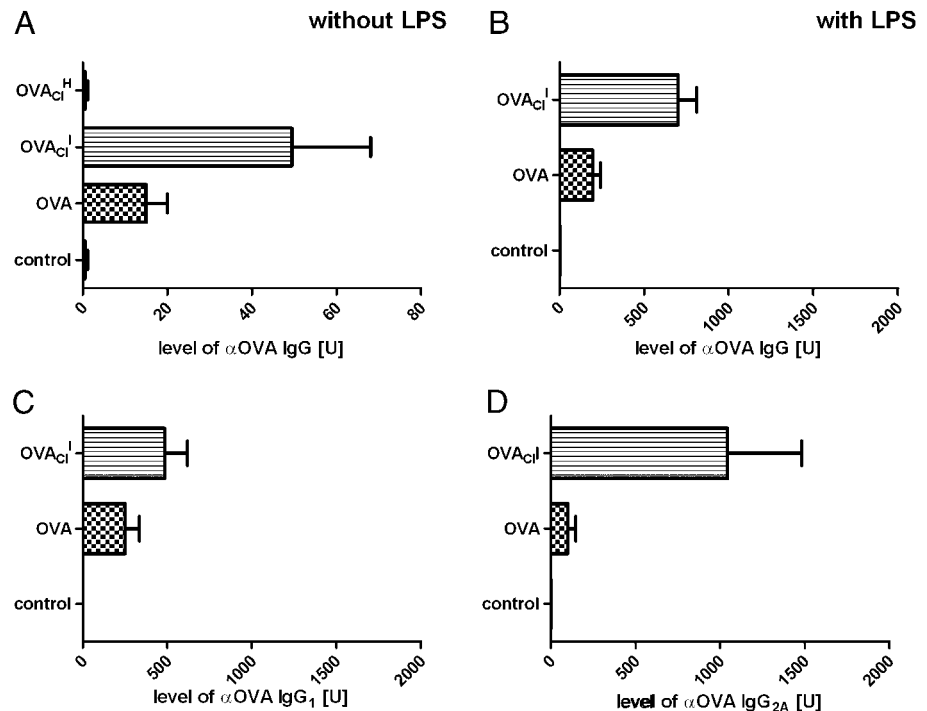 A
without LPS
OVACl^H
OVACl^I
OVA
control
0 20 40 60 80
level of αOVA IgG [U]
B
with LPS
OVACl^I
OVA
control
0 500 1000 1500 2000
level of αOVA IgG [U]
C
OVACl^I
OVA
control
0 500 1000 1500 2000
level of αOVA IgG1 [U]
D
OVAClI
OVA
control
0 500 1000 1500 2000
level of αOVA IgG2A [U]